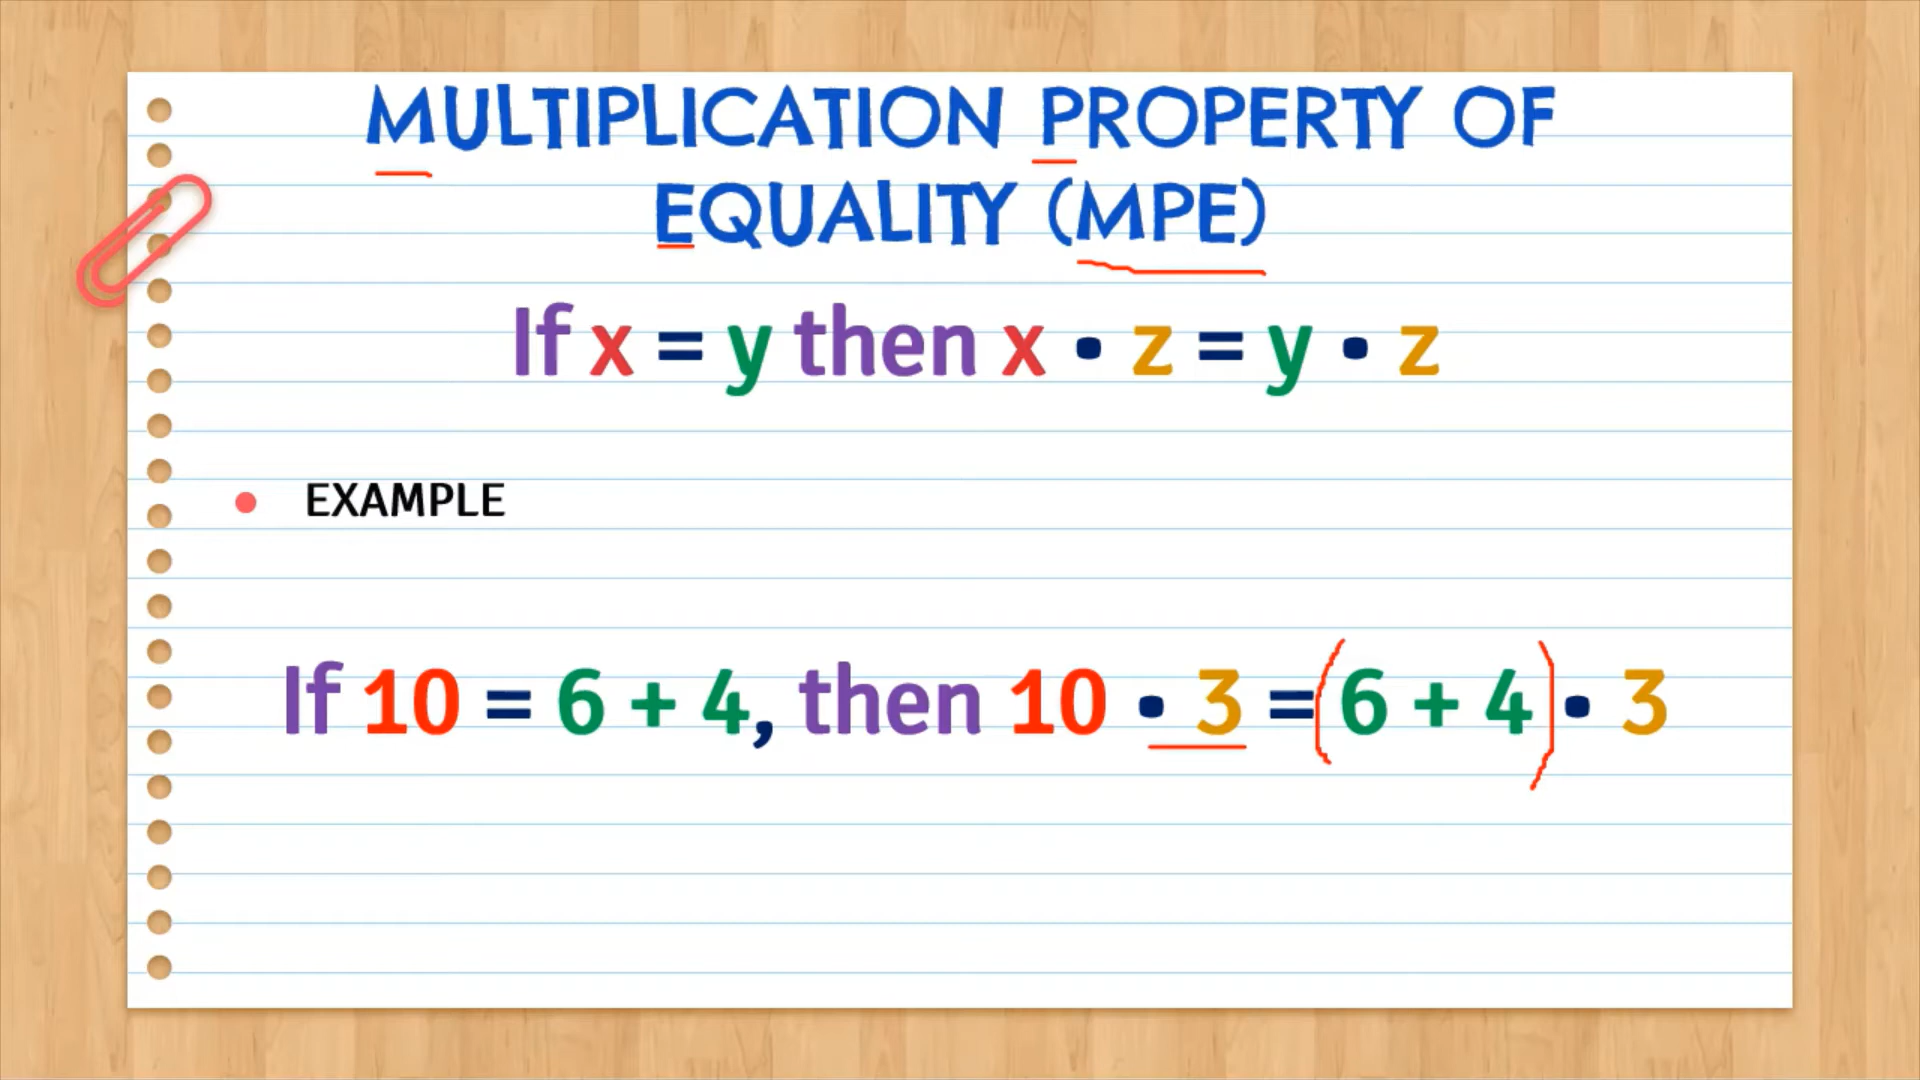 MULTIPLICATION PROPERTY OF
EQUALITY (MPE)
If x = y then x • z = y • z
• EXAMPLE
If 10 = 6 + 4, then 10 • 3 = (6 + 4) • 3